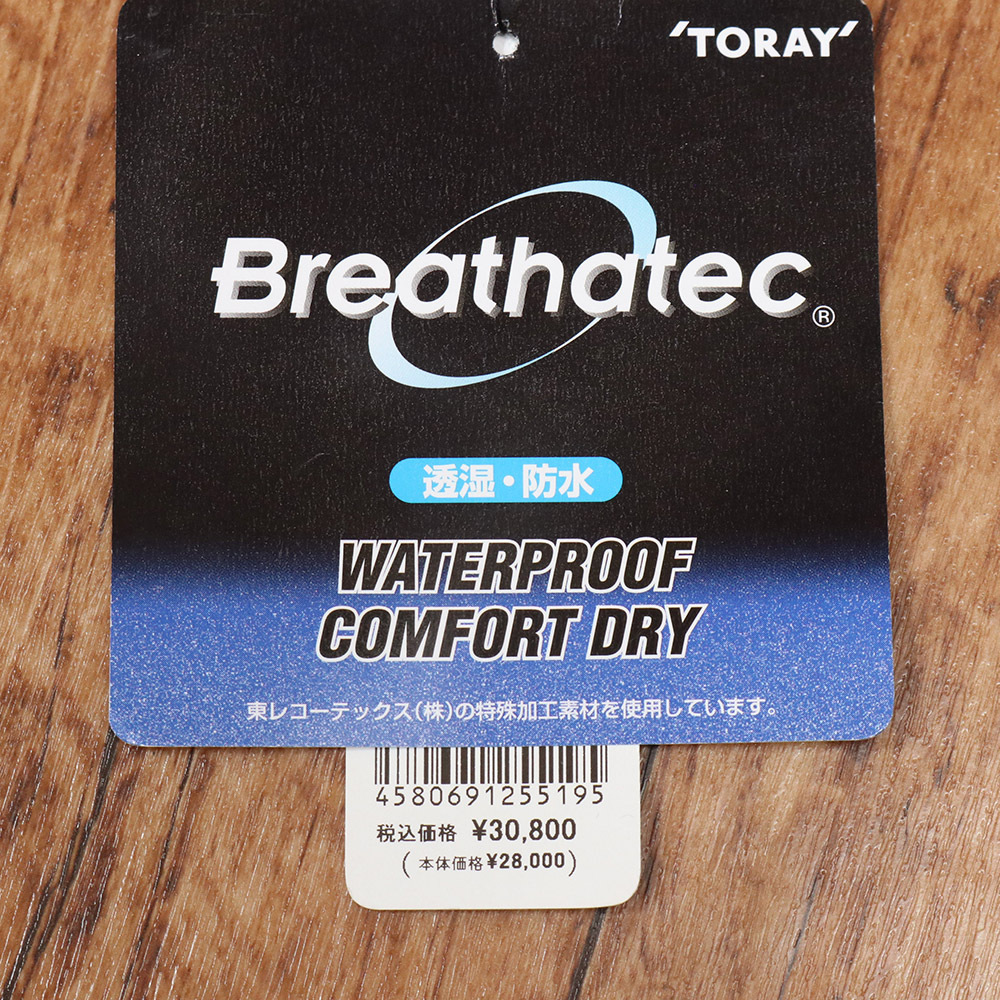 'TORAY'
Breathatec®
透湿・防水
WATERPROOF
COMFORT DRY
東レコーテックス(株)の特殊加工素材を使用しています。
4580691255195
税込価格 ¥30,800
(本体価格¥28,000)